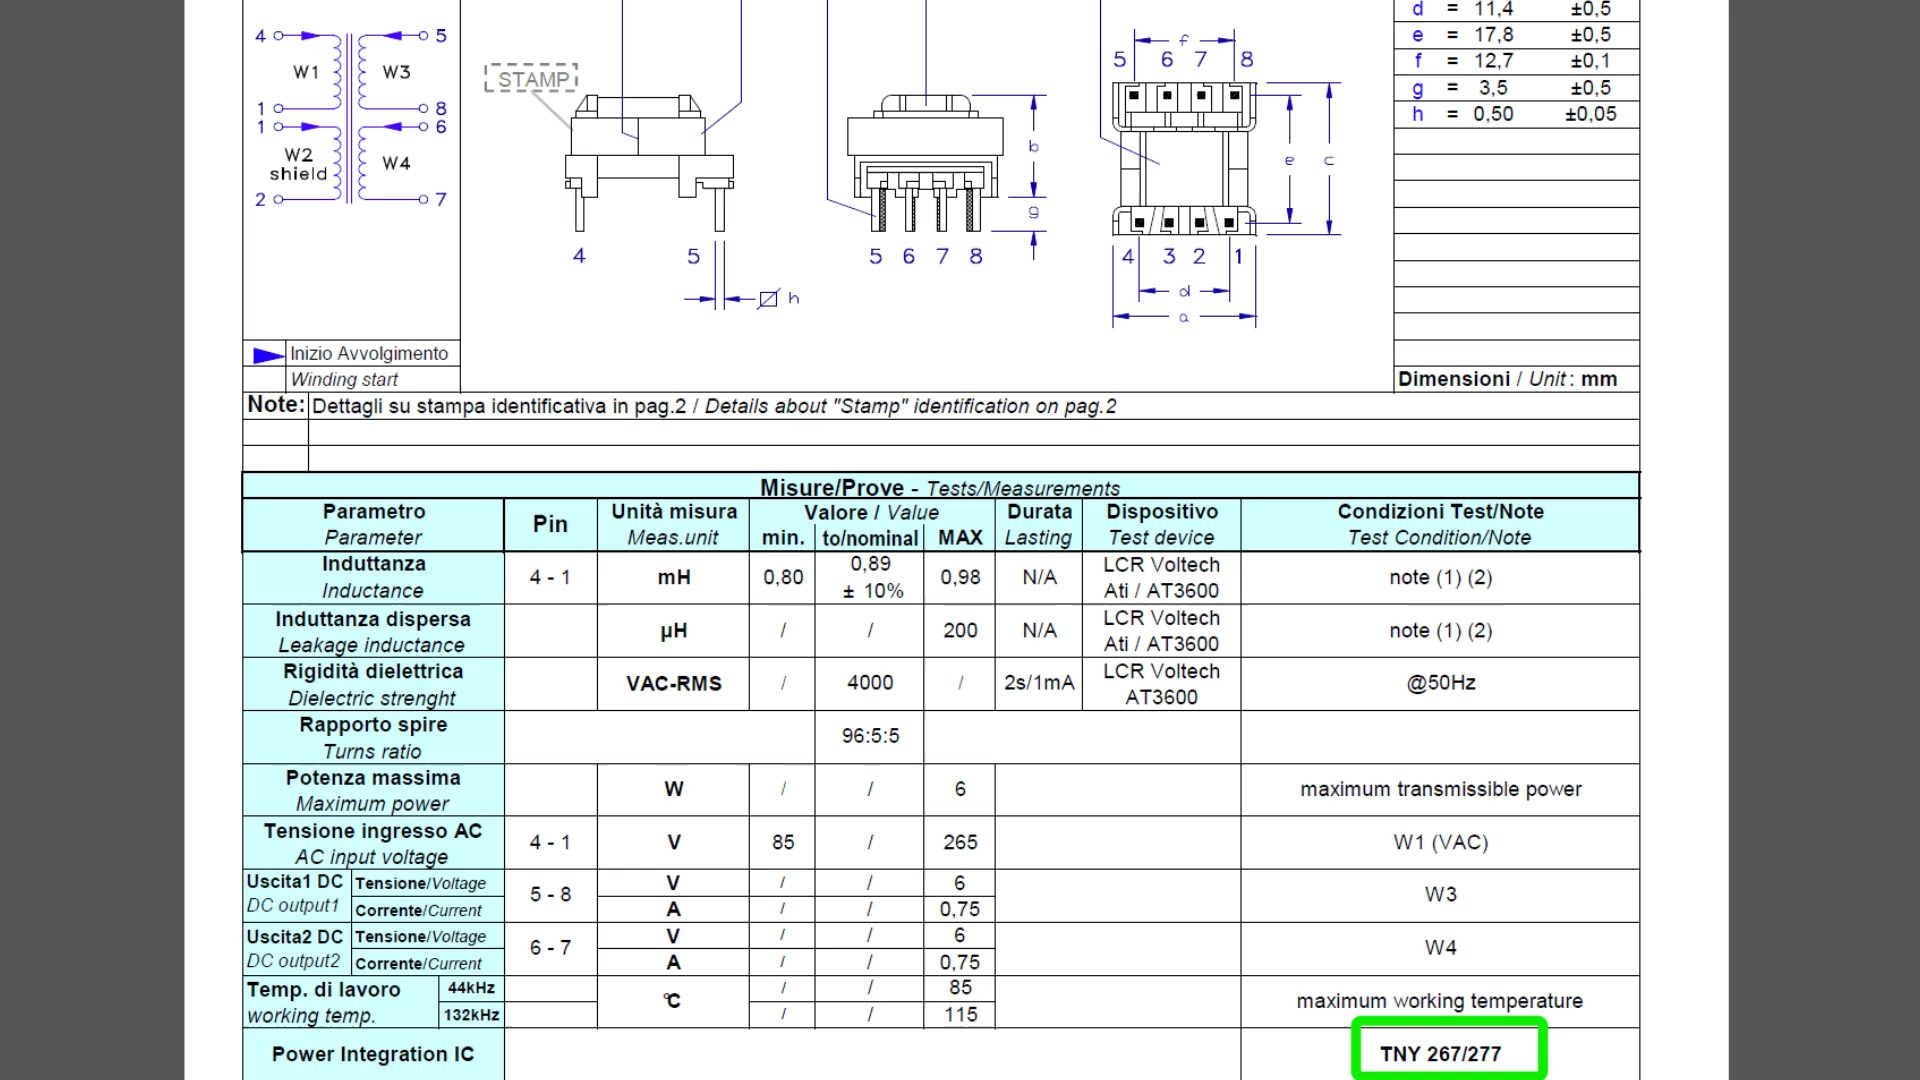 4 5
W1 W3
1 8
1 6
W2 W4
shield
2 7
STAMP
4 5
h
b
g
5 6 7 8
f
5 6 7 8
e c
4 3 2 1
d
a
d = 11,4 ±0,5
e = 17,8 ±0,5
f = 12,7 ±0,1
g = 3,5 ±0,5
h = 0,50 ±0,05
Inizio Avvolgimento
Winding start
Dimensioni / Unit: mm
Note: Dettagli su stampa identificativa in pag.2 / Details about "Stamp" identification on pag.2
Misure/Prove - Tests/Measurements
Parametro Pin Unità misura Valore / Value Durata Dispositivo Condizioni Test/Note
Parameter Meas.unit min. to/nominal MAX Lasting Test device Test Condition/Note
Induttanza 4 - 1 mH 0,80 0,89 0,98 N/A LCR Voltech note (1) (2)
Inductance ± 10% Ati / AT3600
Induttanza dispersa µH / / 200 N/A LCR Voltech note (1) (2)
Leakage inductance Ati / AT3600
Rigidità dielettrica VAC-RMS / 4000 / 2s/1mA LCR Voltech @50Hz
Dielectric strenght AT3600
Rapporto spire 96:5:5
Turns ratio
Potenza massima W / / 6 maximum transmissible power
Maximum power
Tensione ingresso AC 4 - 1 V 85 / 265 W1 (VAC)
AC input voltage
Uscita1 DC Tensione/Voltage 5 - 8 V / / 6 W3
DC output1 Corrente/Current A / / 0,75
Uscita2 DC Tensione/Voltage 6 - 7 V / / 6 W4
DC output2 Corrente/Current A / / 0,75
Temp. di lavoro 44kHz °C / / 85 maximum working temperature
working temp. 132kHz / / 115
Power Integration IC TNY 267/277